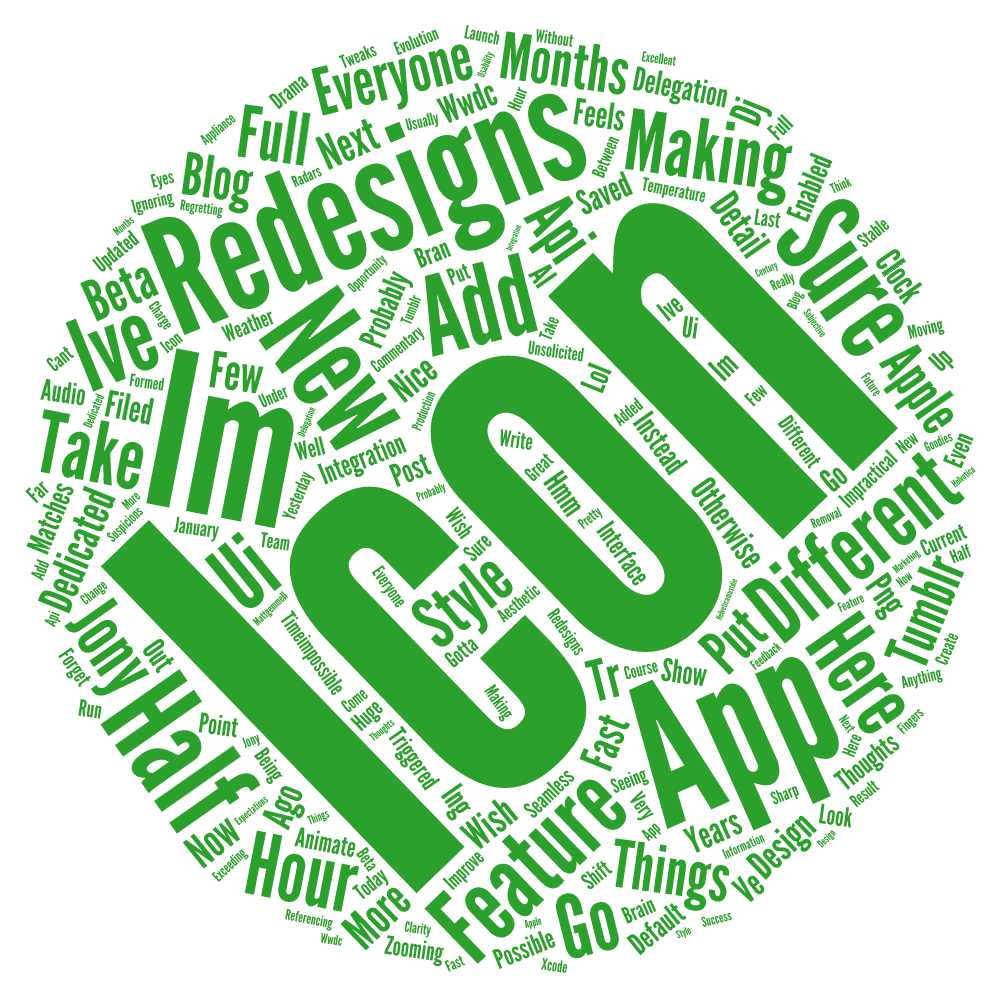 Launch
Without
Evolution
Tweaks
Everyone
Usability
Months
Excellent
Delegation
Drama
Wwdc
Hour
Feels
Dj
Full
Appliance
Full
Next
Usually
Redesigns
Between
Making
Enabled
Think
Eyes
Blog
Radars
Saved
Temperature
Last
Ignoring
Regretting
Api
Detail
Sure
Stable
Months
Updated
Integration
Bran
Opportunity
Put
AI
Century
Really
Clock
Beta
Charge
Weather
New
Probably
Tumblr
Add
Blog
Subjective
Moving
Ive
Icon
Commentary
Take
Ive
Ui
Up
Cant
Unsolicited
Im
Future
Apple
Audio
Formed
Few
Under
Nice
Lol
Few
Dedicated
Filed
Im
Delegation
Production
Added
Different
New
Goodies
Even
Take
Well
Integration
Post
Write
Instead
Go
Impractical
Helvetica
Far
Matches
More
Yesterday
Probably
Great
Hmm
Otherwise
Removal
Different
Suspicions
January
Team
Wish
Pretty
Interface
Icon
Current
Add
Dedicated
Ui
Sure
Marketing
Half
Change
Everyone
Style
Aesthetic
Now
Png
Tumblr
Api
Mattgemmell
Feature
Jony
Timeimpossible
Gotta
Redesigns
Put
Feedback
Here
Create
Forget
Out
Tr
Course
Show
Anything
Run
Half
Come
Making
App
Next
Fingers
Point
Jony
Huge
Thoughts
Fast
Here
Thoughts
Being
Triggered
Seamless
Seeing
Sharp
Result
Expectations
Ago
Things
Ing
Wish
Feature
Very
App
Years
Look
Now
Animate
Beta
Information
Design
Design
Exceeding
Hour
Today
Improve
Shift
Things
Ve
Referencing
More
Clarity
Apple
Go
Brain
Default
Success
Wwdc
Zooming
Fast
Possible
Style
Xcode